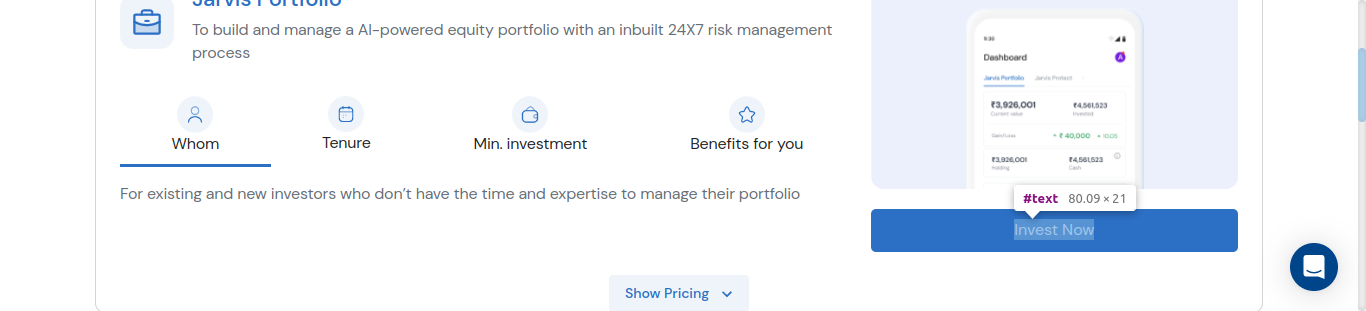 Jarvis Portfolio
To build and manage a AI-powered equity portfolio with an inbuilt 24X7 risk management
process
Whom
Tenure
Min. investment
Benefits for you
For existing and new investors who don’t have the time and expertise to manage their portfolio
5:30
Dashboard
A
Jarvis Portfolio
Jarvis Protect
₹3,926,001
₹4,561,523
Current value
Invested
Gain/Loss
+ ₹ 40,000
+ 10.05
₹3,926,001
₹4,561,523
Holding
Cash
#text 80.09 × 21
Invest Now
Show Pricing